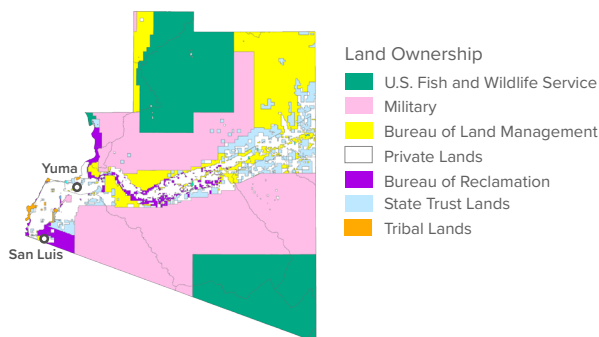 Land Ownership
U.S. Fish and Wildlife Service
Military
Bureau of Land Management
Private Lands
Bureau of Reclamation
State Trust Lands
Tribal Lands
Yuma
San Luis